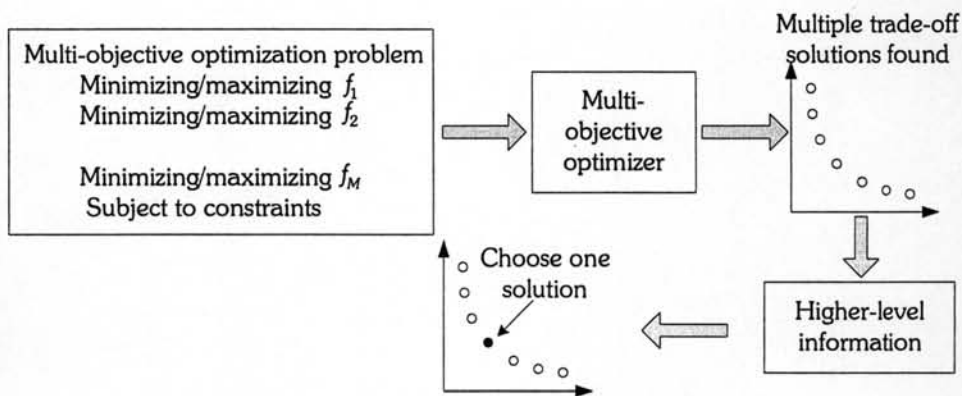 Multi-objective optimization problem
Minimizing/maximizing f₁
Minimizing/maximizing f₂
Minimizing/maximizing f_M
Subject to constraints
Multi-
objective
optimizer
Multiple trade-off
solutions found
Higher-level
information
Choose one
solution